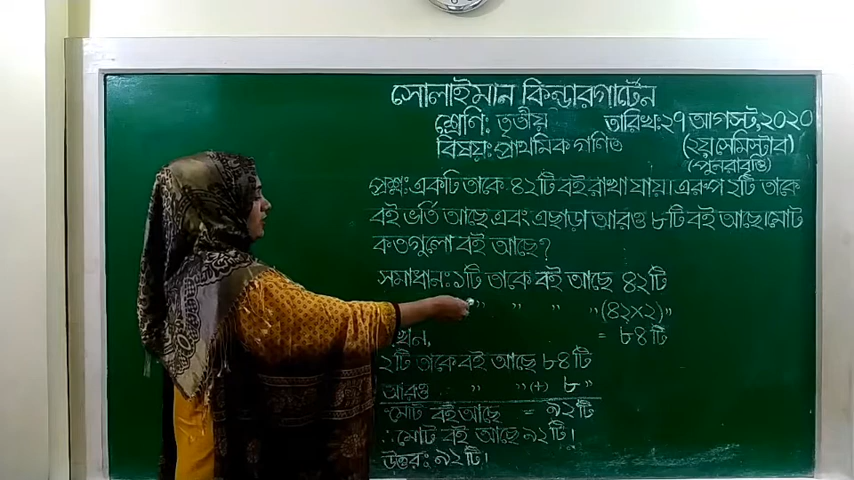 সোলাইমান কিন্ডারগার্টেন
শ্রেণি: তৃতীয় তারিখ: ২৭ আগস্ট, ২০২০
বিষয়: প্রাথমিক গণিত (২য় সেমিস্টার)
(পুনরাবৃত্তি)
প্রশ্ন: একটি তাকে ৪২টি বই রাখা যায়। এরূপ ২টি তাকে
বই ভর্তি আছে এবং এছাড়া আরও ৮টি বই আছে। মোট
কতগুলো বই আছে?
সমাধান: ১টি তাকে বই আছে ৪২টি
" " " " (৪২×২) "
= ৮৪টি
২টি তাকে বই আছে ৮৪টি
আরও " " (+) ৮ "
মোট বই আছে = ৯২টি
∴ মোট বই আছে ৯২টি।
উত্তর: ৯২টি।